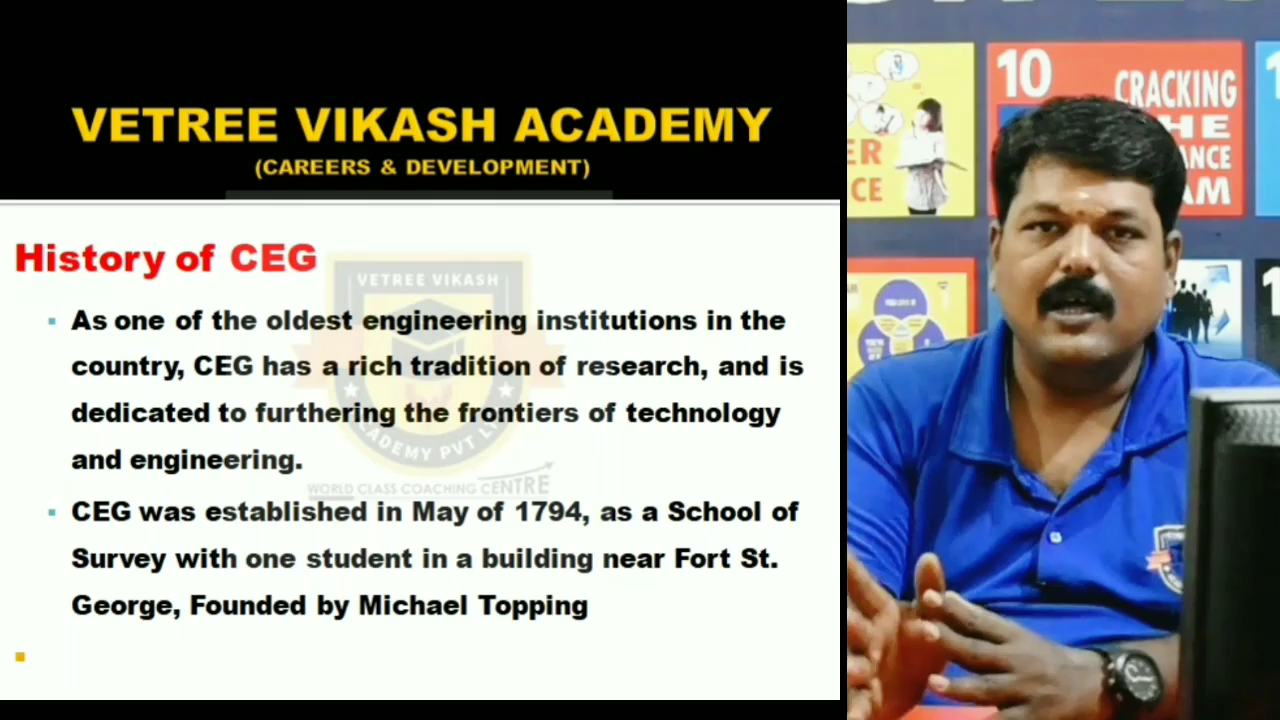 VETREE VIKASH ACADEMY
(CAREERS & DEVELOPMENT)
History of CEG
As one of the oldest engineering institutions in the
country, CEG has a rich tradition of research, and is
dedicated to furthering the frontiers of technology
and engineering.
CEG was established in May of 1794, as a School of
Survey with one student in a building near Fort St.
George, Founded by Michael Topping
VETREE VIKASH
ACADEMY PVT
WORLD CLASS COACHING CENTRE
10
CRACKING